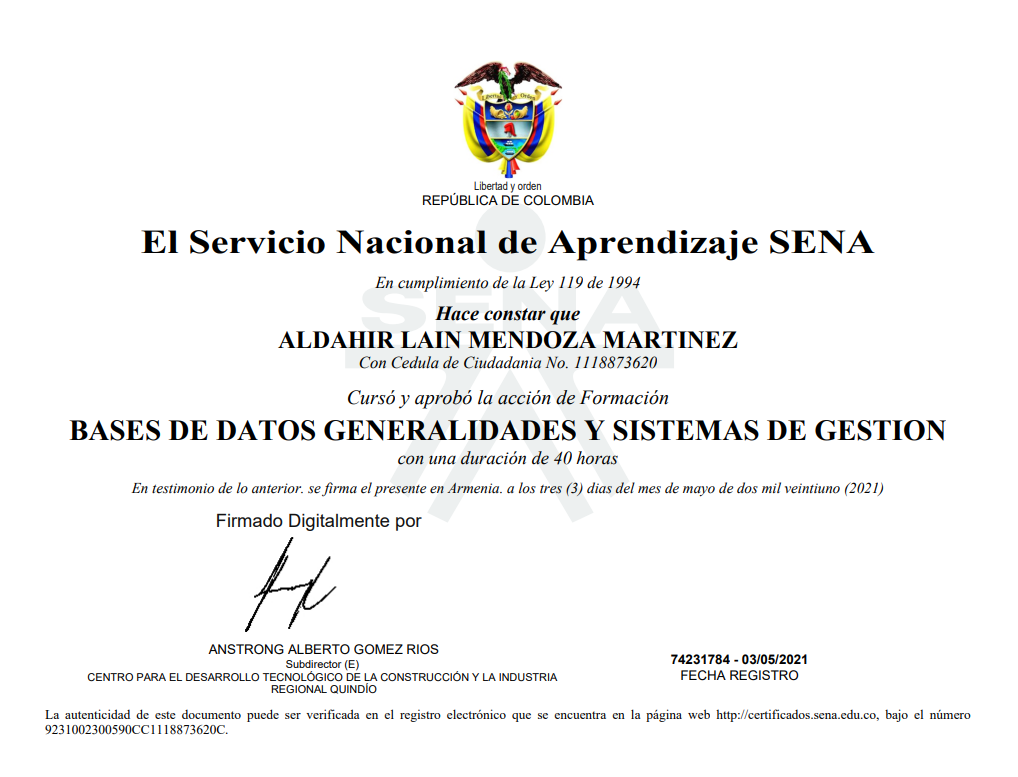 Libertad y Orden
Libertad y orden
REPÚBLICA DE COLOMBIA
El Servicio Nacional de Aprendizaje SENA
En cumplimiento de la Ley 119 de 1994
SENA
Hace constar que
ALDAHIR LAIN MENDOZA MARTINEZ
Con Cedula de Ciudadania No. 1118873620
Cursó y aprobó la acción de Formación
BASES DE DATOS GENERALIDADES Y SISTEMAS DE GESTION
con una duración de 40 horas
En testimonio de lo anterior. se firma el presente en Armenia. a los tres (3) dias del mes de mayo de dos mil veintiuno (2021)
Firmado Digitalmente por
ANSTRONG ALBERTO GOMEZ RIOS
Subdirector (E)
CENTRO PARA EL DESARROLLO TECNOLÓGICO DE LA CONSTRUCCIÓN Y LA INDUSTRIA
REGIONAL QUINDÍO
74231784 - 03/05/2021
FECHA REGISTRO
La autenticidad de este documento puede ser verificada en el registro electrónico que se encuentra en la página web http://certificados.sena.edu.co, bajo el número
9231002300590CC1118873620C.